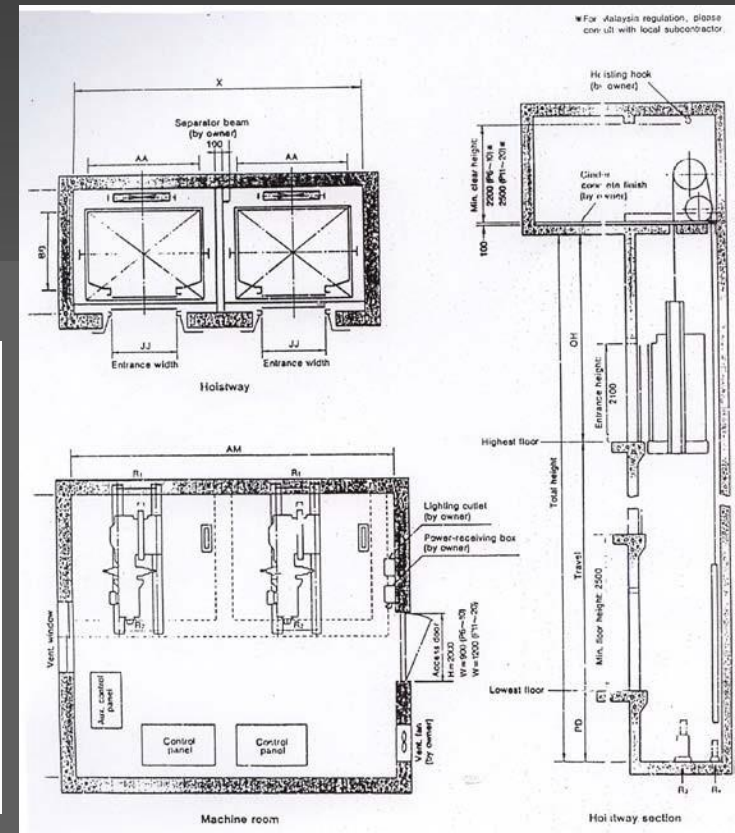 ※For Malaysia regulation, please
consult with local subcontractor.
X
Separator beam
(by owner)
100
AA
AA
BB
JJ
JJ
Entrance width
Entrance width
Hoistway
AM
R₁
R₁
Lighting outlet
(by owner)
Power-receiving box
(by owner)
R₂
R₂
Vent. window
Access door
H=2000
W=900 (P6~10)
W=1200 (P11~20)
Aux. control
panel
Control
panel
Control
panel
Vent. fan
(by owner)
Machine room
Hoisting hook
(by owner)
Min. clear height:
2200 (P6~10)※
2500 (P11~20)※
Cinder
concrete finish
(by owner)
100
OH
Entrance height:
2100
Highest floor
Total height
Travel
Min. floor height: 2500
Lowest floor
PD
R₃
R₄
Hoistway section